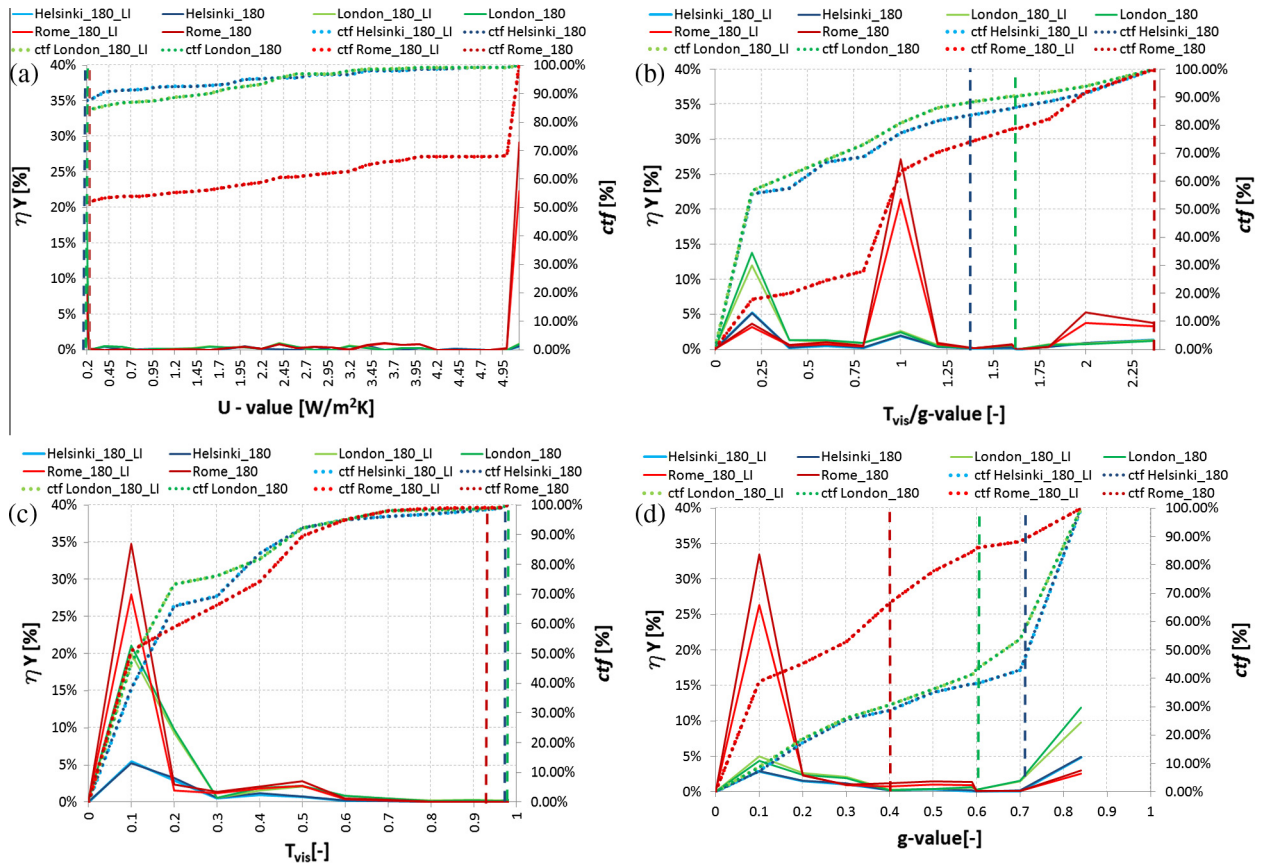 Helsinki_180_LI Helsinki_180 London_180_LI London_180
Rome_180_LI Rome_180 ctf Helsinki_180_LI ctf Helsinki_180
ctf London_180_LI ctf London_180 ctf Rome_180_LI ctf Rome_180
(a)
40% 35% 30% 25% 20% 15% 10% 5% 0%
η Y [%]
100.00% 90.00% 80.00% 70.00% 60.00% 50.00% 40.00% 30.00% 20.00% 10.00% 0.00%
ctf [%]
0.2 0.45 0.7 0.95 1.2 1.45 1.7 1.95 2.2 2.45 2.7 2.95 3.2 3.45 3.7 3.95 4.2 4.45 4.7 4.95
U - value [W/m²K]
Helsinki_180_LI Helsinki_180 London_180_LI London_180
Rome_180_LI Rome_180 ctf Helsinki_180_LI ctf Helsinki_180
ctf London_180_LI ctf London_180 ctf Rome_180_LI ctf Rome_180
(b)
40% 35% 30% 25% 20% 15% 10% 5% 0%
η Y [%]
100.00% 90.00% 80.00% 70.00% 60.00% 50.00% 40.00% 30.00% 20.00% 10.00% 0.00%
ctf [%]
0 0.25 0.5 0.75 1 1.25 1.5 1.75 2 2.25
Tvis/g-value [-]
Helsinki_180_LI Helsinki_180 London_180_LI London_180
Rome_180_LI Rome_180 ctf Helsinki_180_LI ctf Helsinki_180
ctf London_180_LI ctf London_180 ctf Rome_180_LI ctf Rome_180
(c)
40% 35% 30% 25% 20% 15% 10% 5% 0%
η Y [%]
100.00% 90.00% 80.00% 70.00% 60.00% 50.00% 40.00% 30.00% 20.00% 10.00% 0.00%
ctf [%]
0 0.1 0.2 0.3 0.4 0.5 0.6 0.7 0.8 0.9 1
Tvis[-]
Helsinki_180_LI Helsinki_180 London_180_LI London_180
Rome_180_LI Rome_180 ctf Helsinki_180_LI ctf Helsinki_180
ctf London_180_LI ctf London_180 ctf Rome_180_LI ctf Rome_180
(d)
40% 35% 30% 25% 20% 15% 10% 5% 0%
η Y [%]
100.00% 90.00% 80.00% 70.00% 60.00% 50.00% 40.00% 30.00% 20.00% 10.00% 0.00%
ctf [%]
0 0.1 0.2 0.3 0.4 0.5 0.6 0.7 0.8 0.9 1
g-value[-]